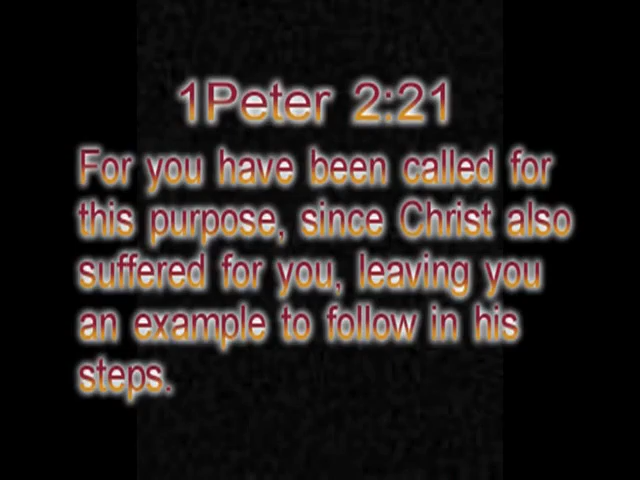 1Peter 2:21
For you have been called for
this purpose, since Christ also
suffered for you, leaving you
an example to follow in his
steps.